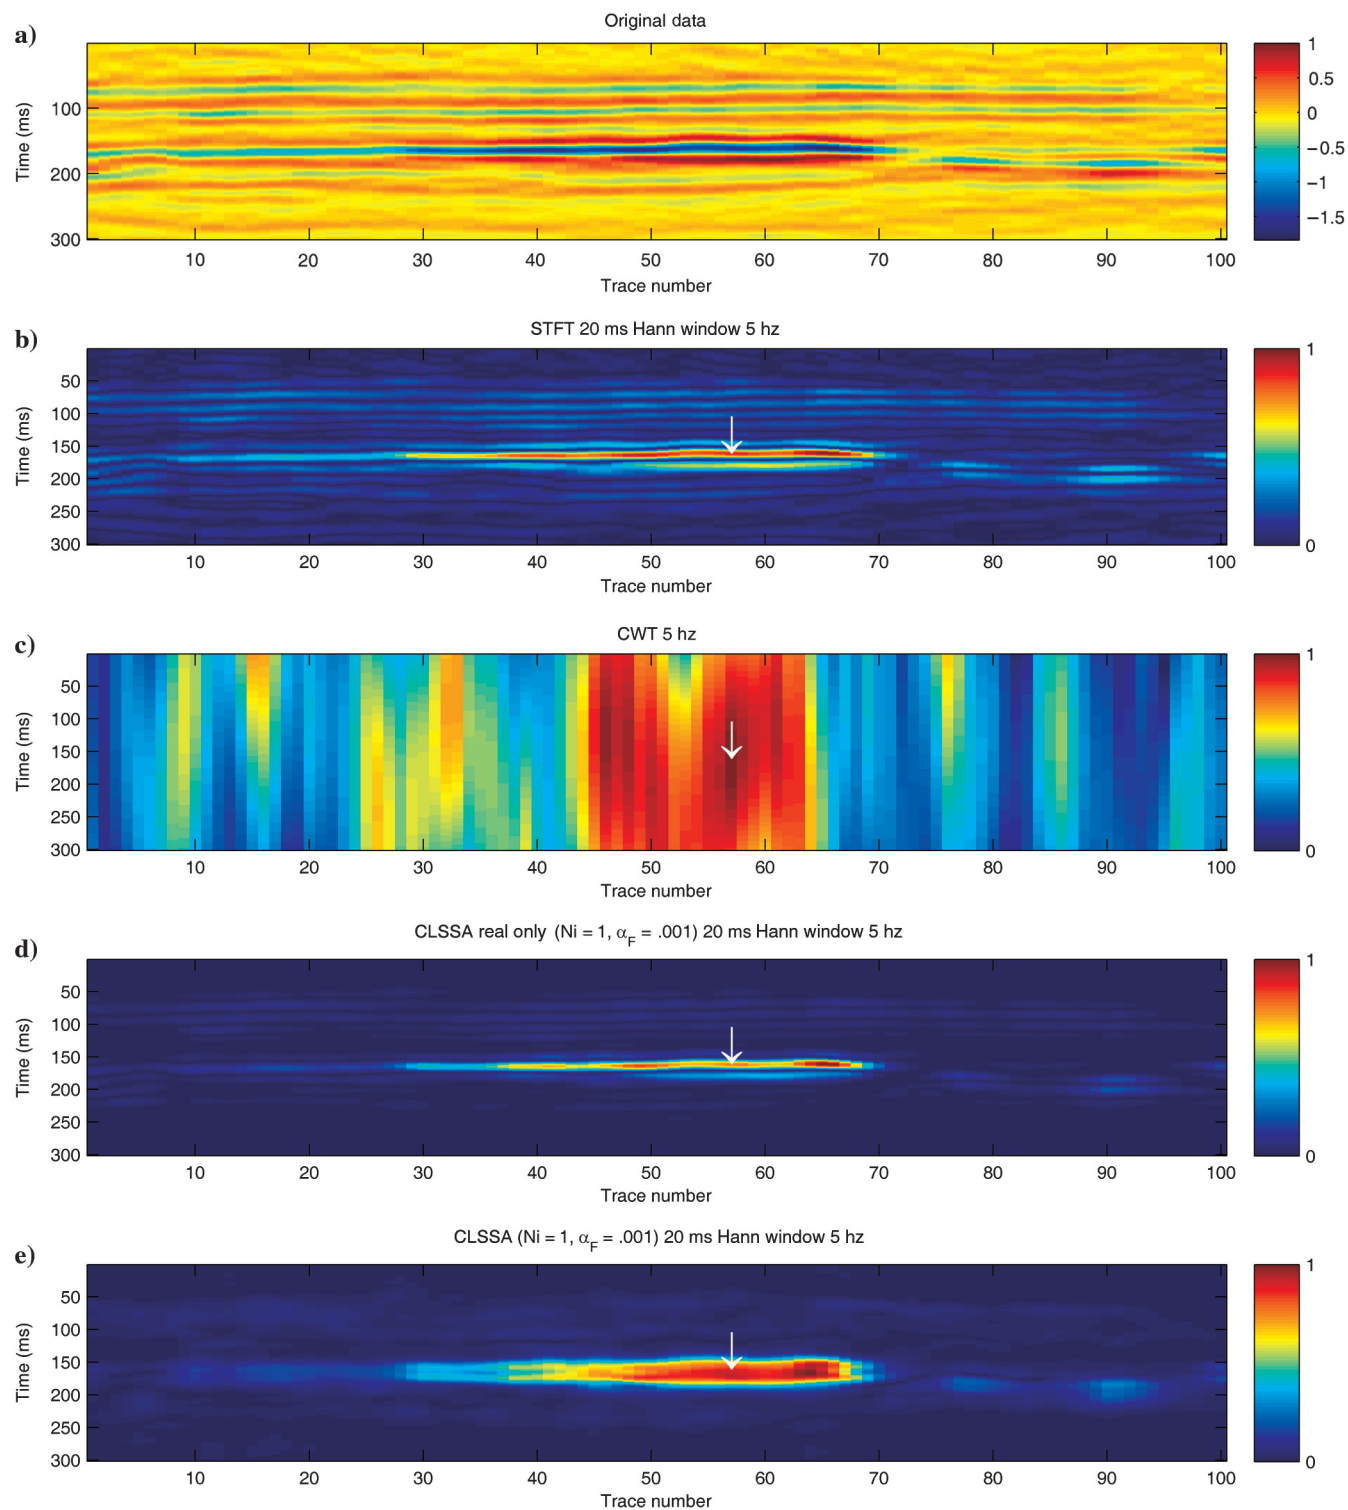 a)
Original data
Time (ms)
100
200
300
10 20 30 40 50 60 70 80 90 100
Trace number
1
0.5
0
−0.5
−1
−1.5
b)
STFT 20 ms Hann window 5 hz
Time (ms)
50
100
150
200
250
300
10 20 30 40 50 60 70 80 90 100
Trace number
1
0
c)
CWT 5 hz
Time (ms)
50
100
150
200
250
300
10 20 30 40 50 60 70 80 90 100
Trace number
1
0
d)
CLSSA real only (Ni = 1, α_F = .001) 20 ms Hann window 5 hz
Time (ms)
50
100
150
200
250
300
10 20 30 40 50 60 70 80 90 100
Trace number
1
0
e)
CLSSA (Ni = 1, α_F = .001) 20 ms Hann window 5 hz
Time (ms)
50
100
150
200
250
300
10 20 30 40 50 60 70 80 90 100
Trace number
1
0